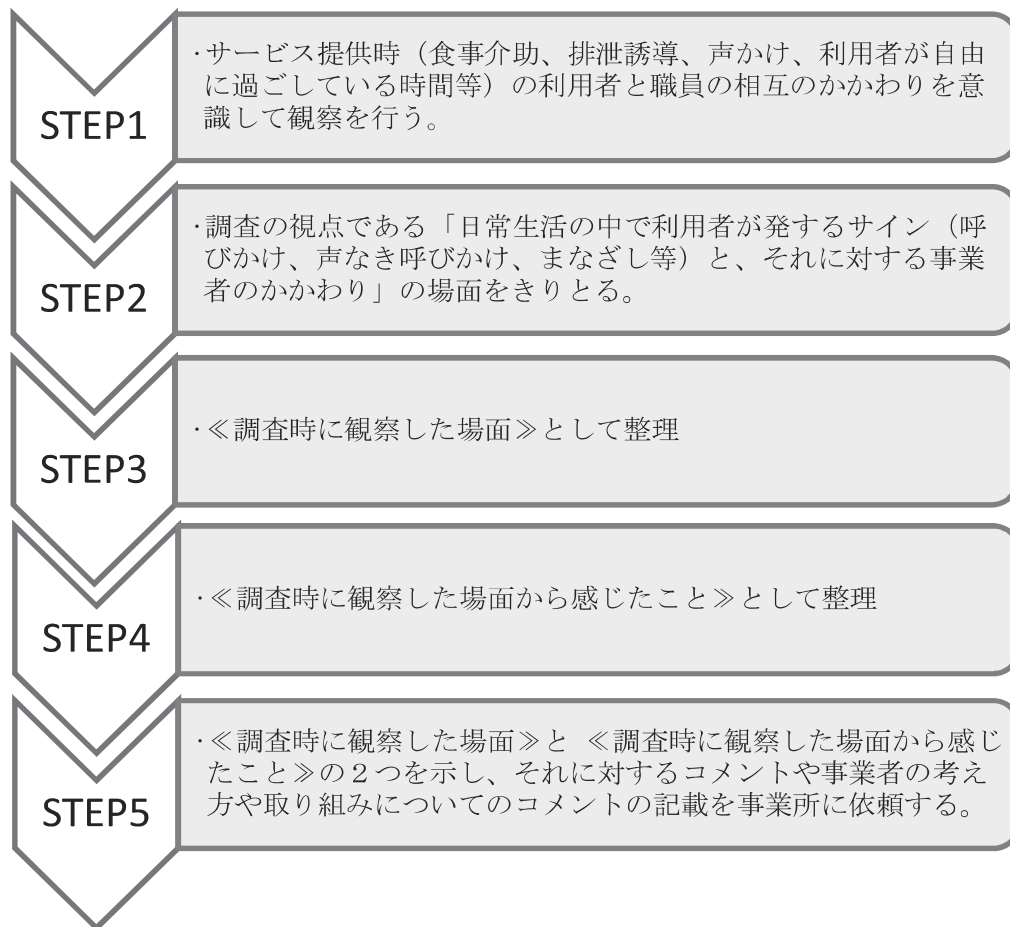 STEP1
・サービス提供時（食事介助、排泄誘導、声かけ、利用者が自由
に過ごしている時間等）の利用者と職員の相互のかかわりを意
識して観察を行う。
STEP2
・調査の視点である「日常生活の中で利用者が発するサイン（呼
びかけ、声なき呼びかけ、まなざし等）と、それに対する事業
者のかかわり」の場面をきりとる。
STEP3
・≪調査時に観察した場面≫として整理
STEP4
・≪調査時に観察した場面から感じたこと≫として整理
STEP5
・≪調査時に観察した場面≫と ≪調査時に観察した場面から感じ
たこと≫の２つを示し、それに対するコメントや事業者の考え
方や取り組みについてのコメントの記載を事業所に依頼する。